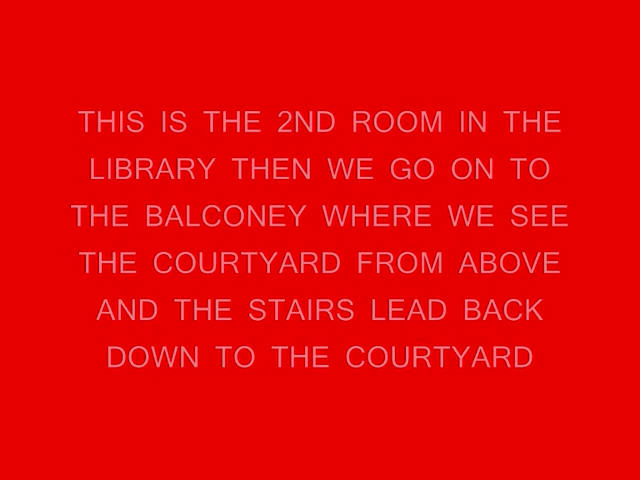 THIS IS THE 2ND ROOM IN THE
LIBRARY THEN WE GO ON TO
THE BALCONEY WHERE WE SEE
THE COURTYARD FROM ABOVE
AND THE STAIRS LEAD BACK
DOWN TO THE COURTYARD